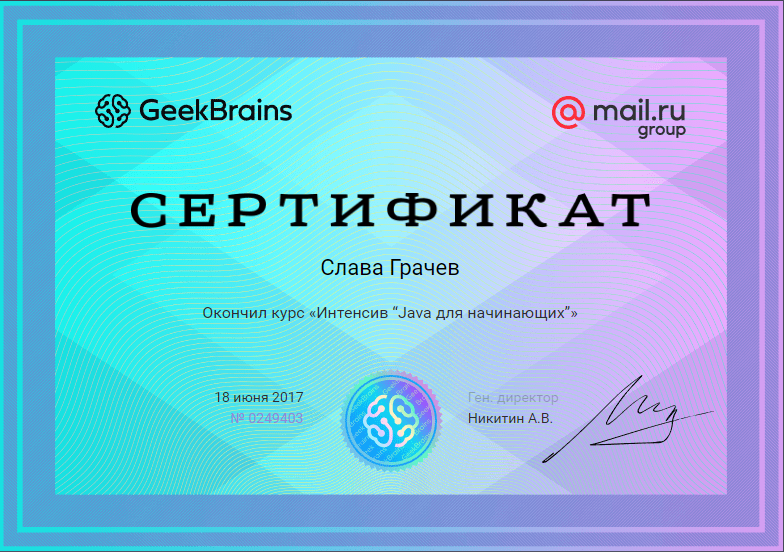 GeekBrains
@mail.ru
group
СЕРТИФИКАТ
Слава Грачев
Окончил курс «Интенсив “Java для начинающих”»
18 июня 2017
№ 0249403
Ген. директор
Никитин А.В.